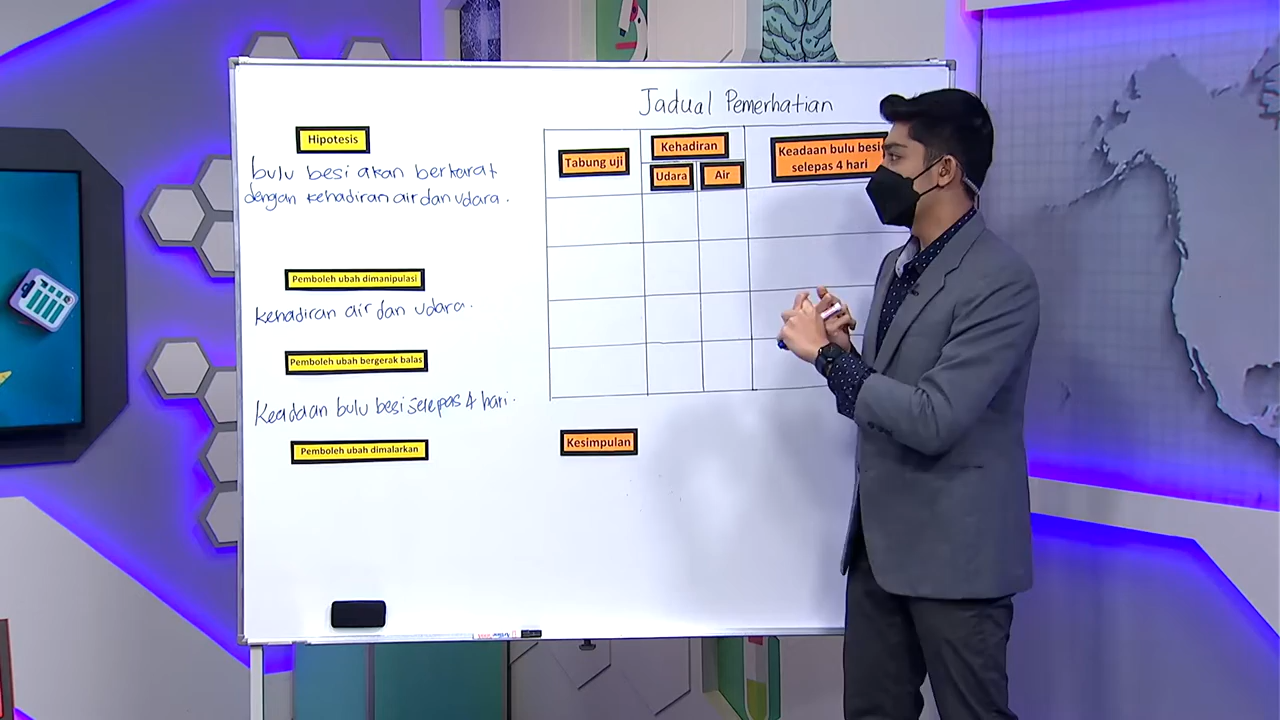 Hipotesis
bulu besi akan berkarat
dengan kehadiran air dan udara.
Pemboleh ubah dimanipulasi
kehadiran air dan udara.
Pemboleh ubah bergerak balas
Keadaan bulu besi selepas 4 hari.
Pemboleh ubah dimalarkan
Jadual Pemerhatian
Tabung uji
Kehadiran
Udara
Air
Keadaan bulu besi
selepas 4 hari
Kesimpulan